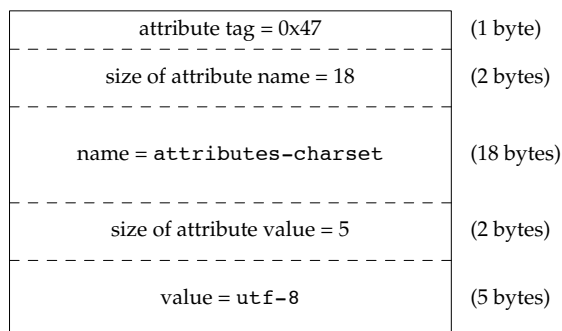 attribute tag = 0x47 (1 byte)
size of attribute name = 18 (2 bytes)
name = attributes-charset (18 bytes)
size of attribute value = 5 (2 bytes)
value = utf-8 (5 bytes)